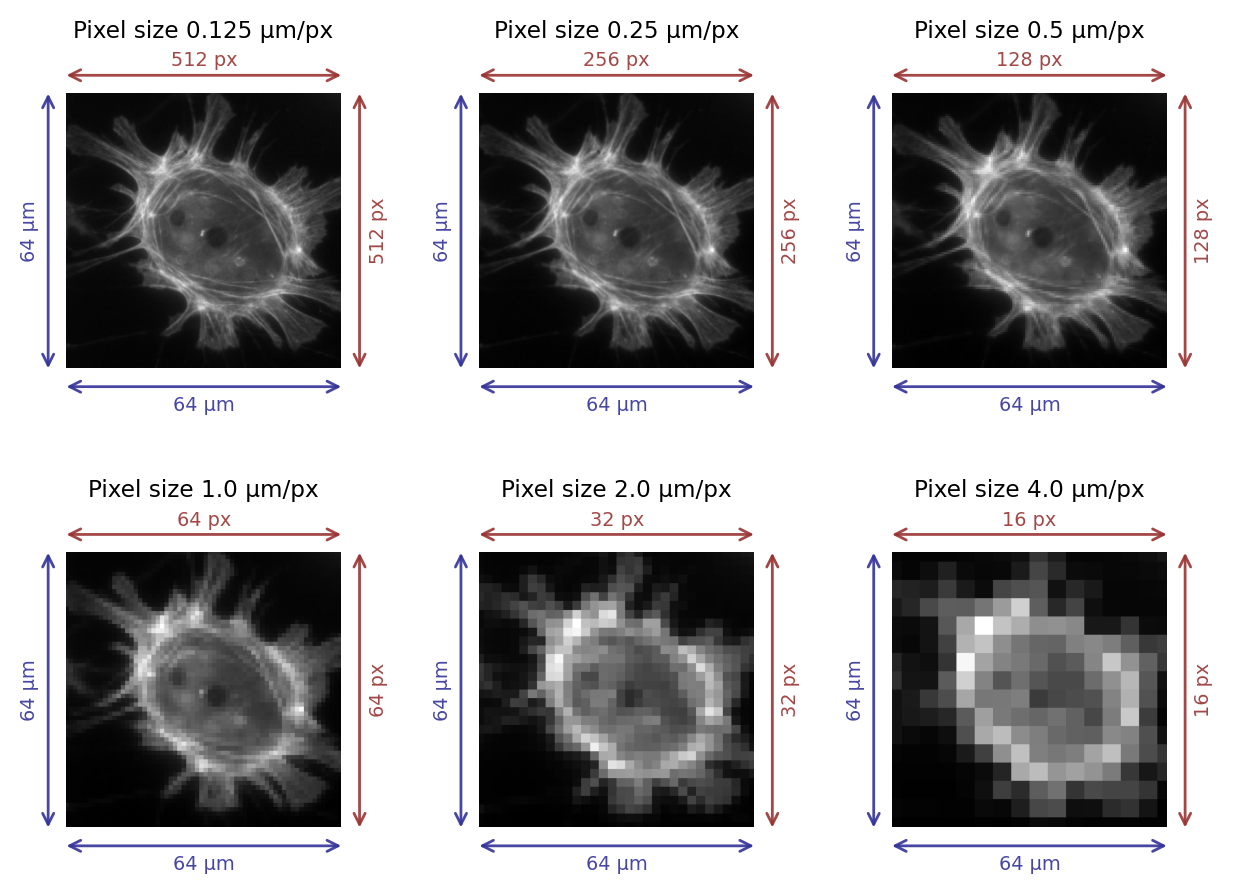 Pixel size 0.125 µm/px
512 px
64 µm
512 px
64 µm
Pixel size 0.25 µm/px
256 px
64 µm
256 px
64 µm
Pixel size 0.5 µm/px
128 px
64 µm
128 px
64 µm
Pixel size 1.0 µm/px
64 px
64 µm
64 px
64 µm
Pixel size 2.0 µm/px
32 px
64 µm
32 px
64 µm
Pixel size 4.0 µm/px
16 px
64 µm
16 px
64 µm